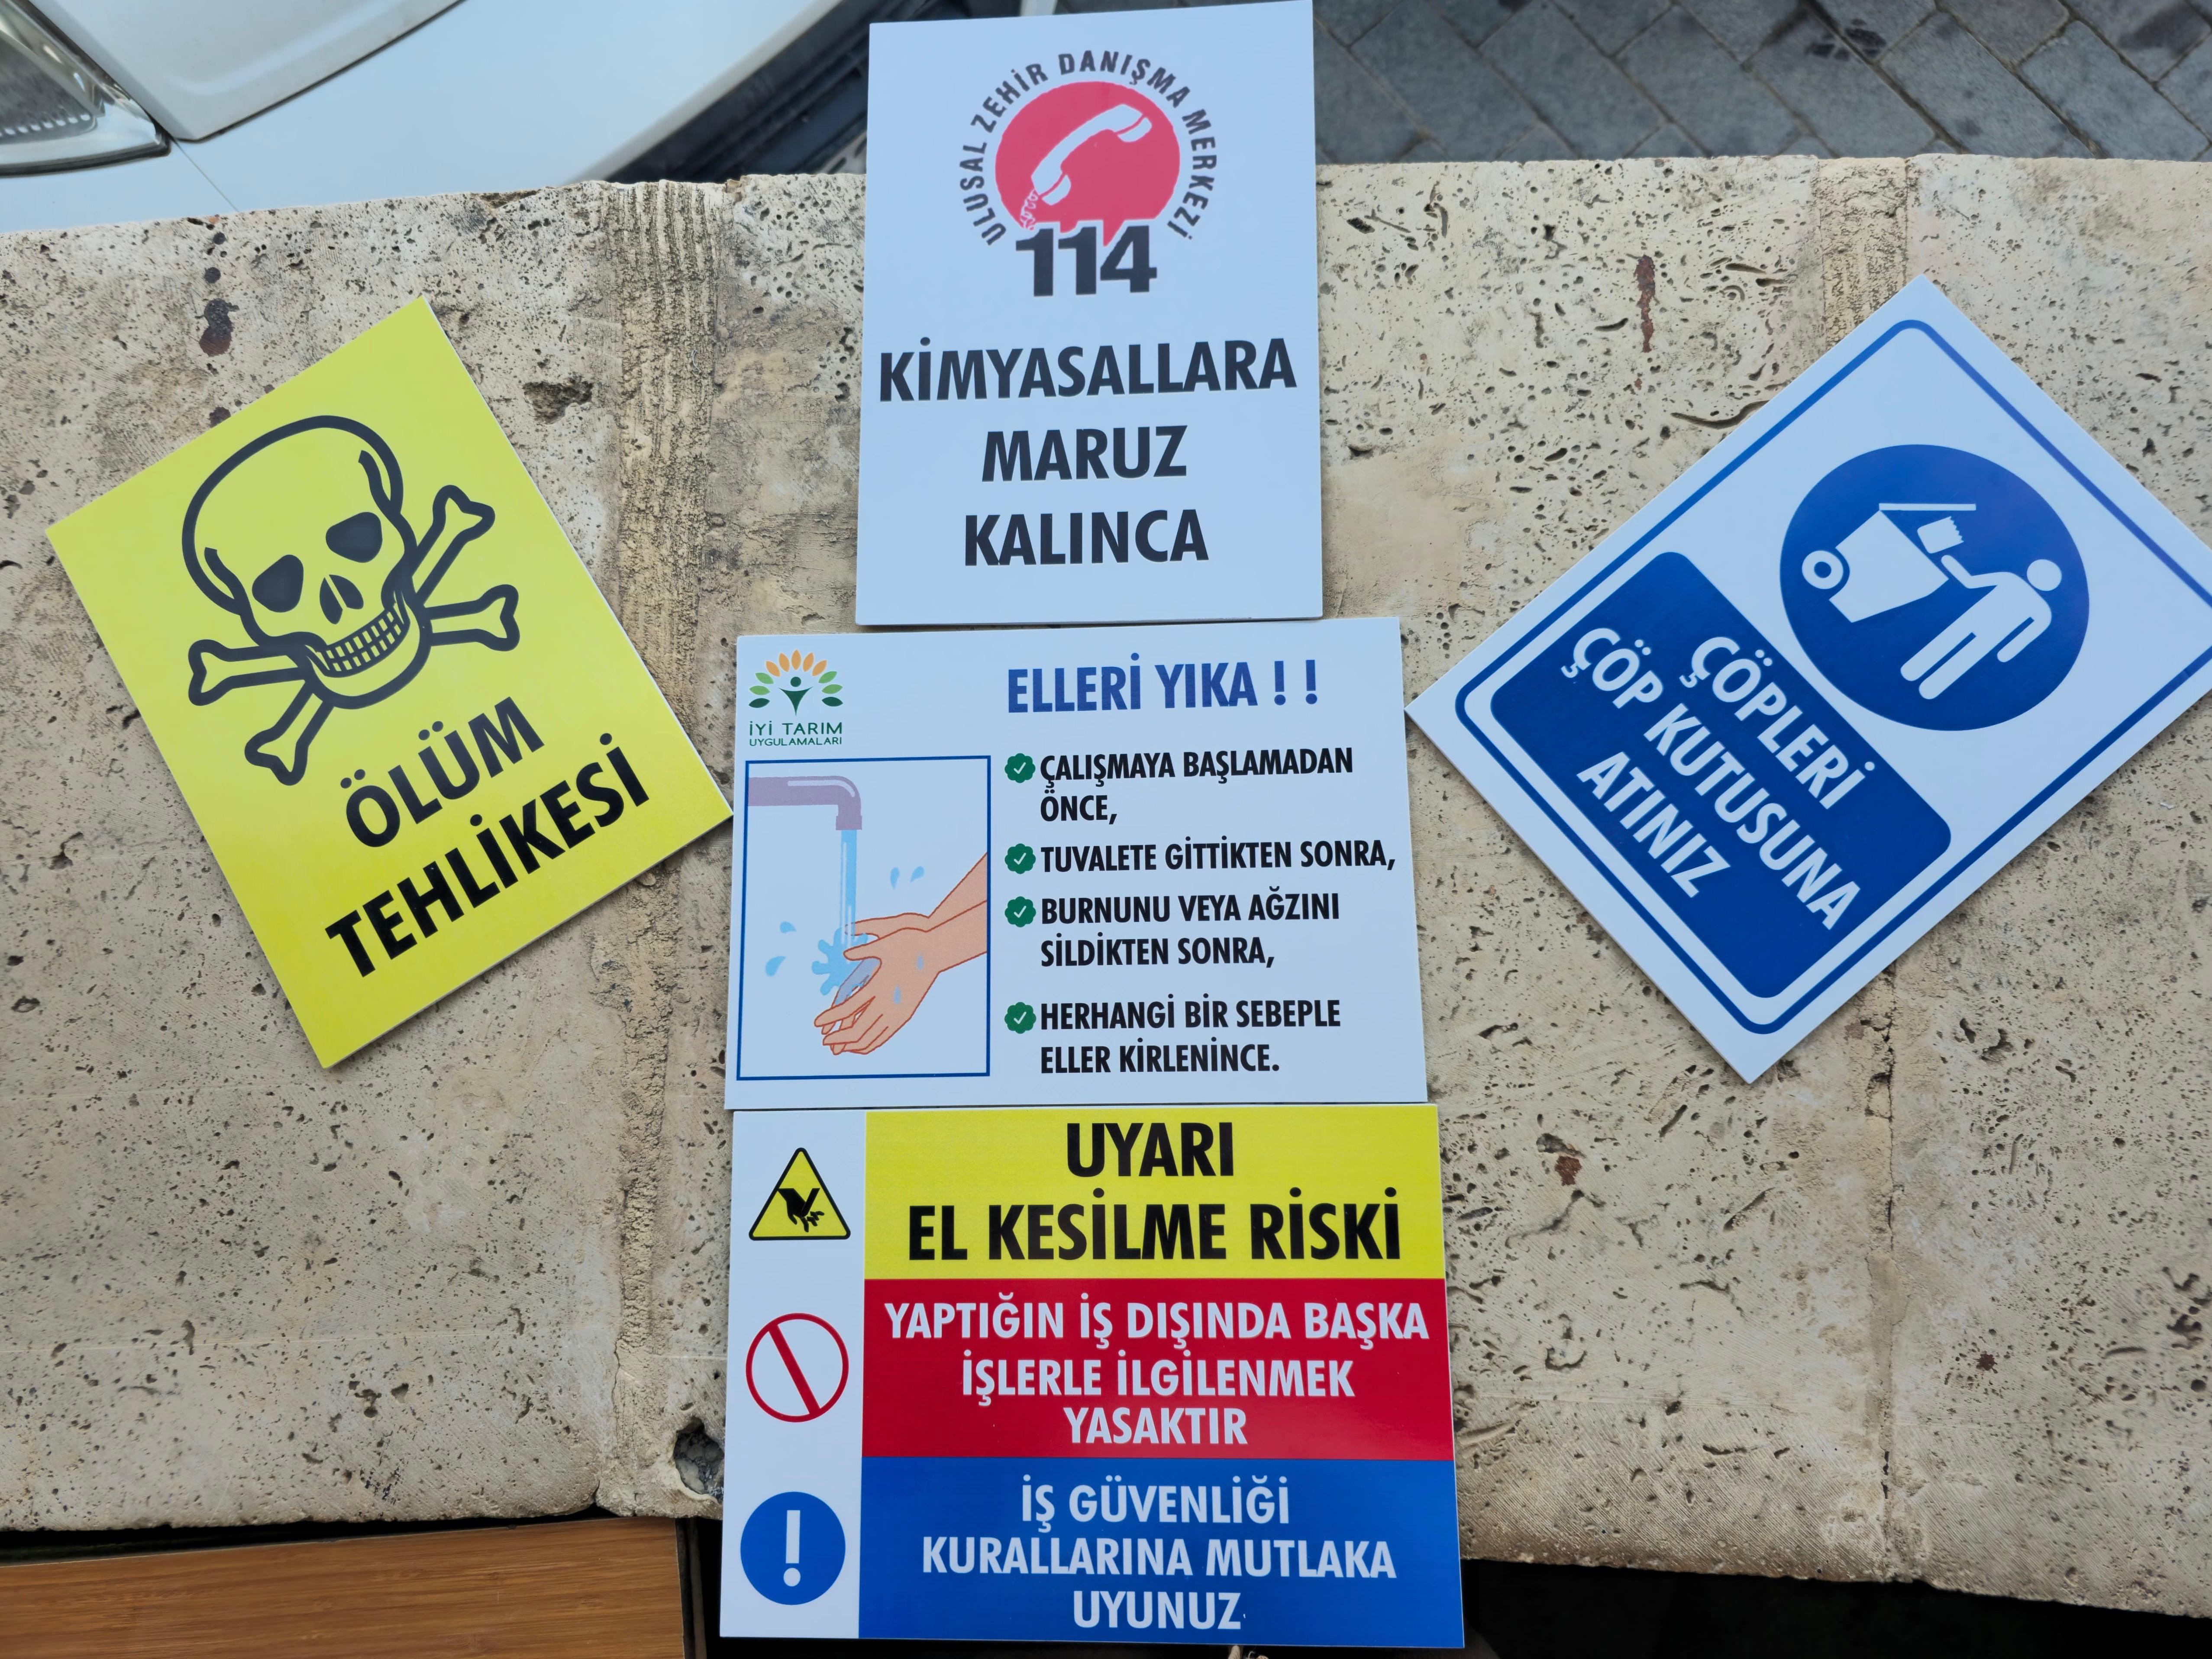 ULUSAL ZEHİR DANIŞMA MERKEZİ
114
KİMYASALLARA
MARUZ
KALINCA
ÖLÜM
TEHLİKESİ
ÇÖPLERİ
ÇÖP KUTUSUNA
ATINIZ
İYİ TARIM
UYGULAMALARI
ELLERİ YIKA ! !
ÇALIŞMAYA BAŞLAMADAN
ÖNCE,
TUVALETE GİTTİKTEN SONRA,
BURNUNU VEYA AĞZINI
SİLDİKTEN SONRA,
HERHANGİ BİR SEBEPLE
ELLER KİRLENİNCE.
UYARI
EL KESİLME RİSKİ
YAPTIĞIN İŞ DIŞINDA BAŞKA
İŞLERLE İLGİLENMEK
YASAKTIR
İŞ GÜVENLİĞİ
KURALLARINA MUTLAKA
UYUNUZ